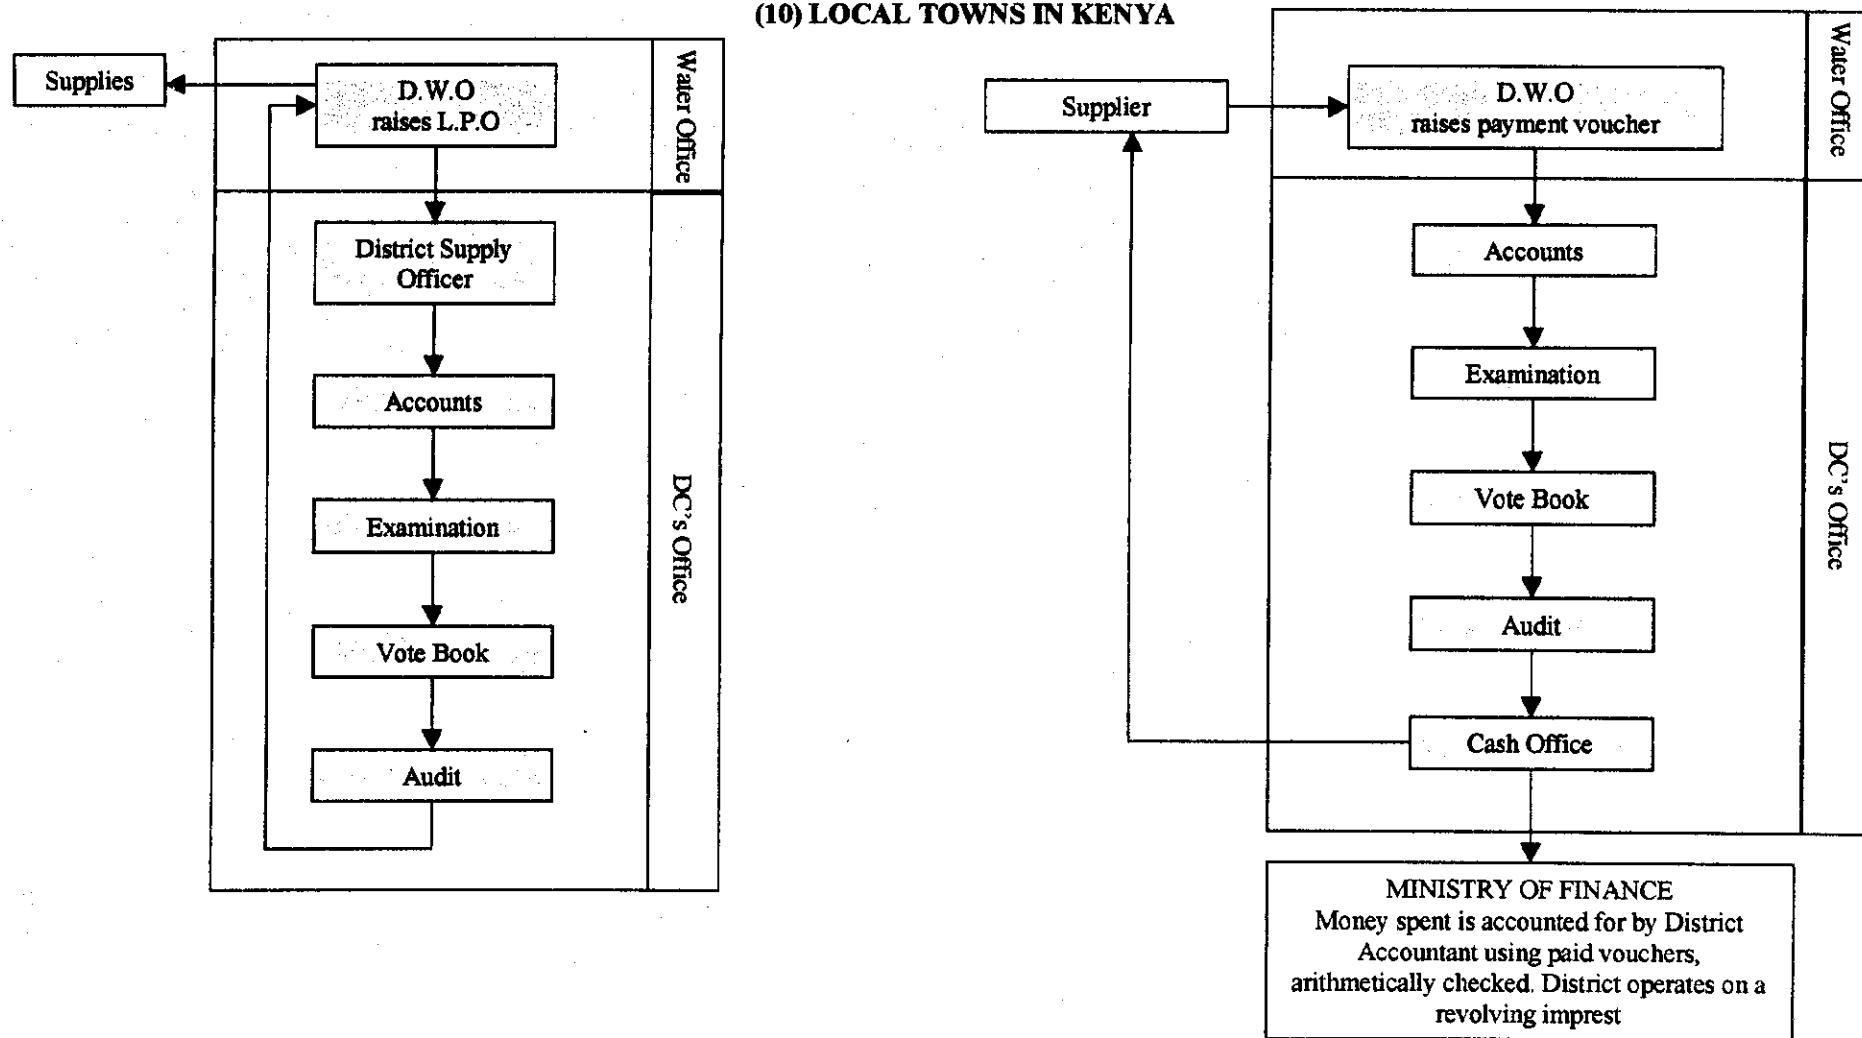 (10) LOCAL TOWNS IN KENYA
Supplies
D.W.O
raises L.P.O
Water Office
District Supply
Officer
Accounts
Examination
Vote Book
Audit
DC's Office
Supplier
D.W.O
raises payment voucher
Water Office
Accounts
Examination
Vote Book
Audit
Cash Office
DC's Office
MINISTRY OF FINANCE
Money spent is accounted for by District
Accountant using paid vouchers,
arithmetically checked. District operates on a
revolving imprest